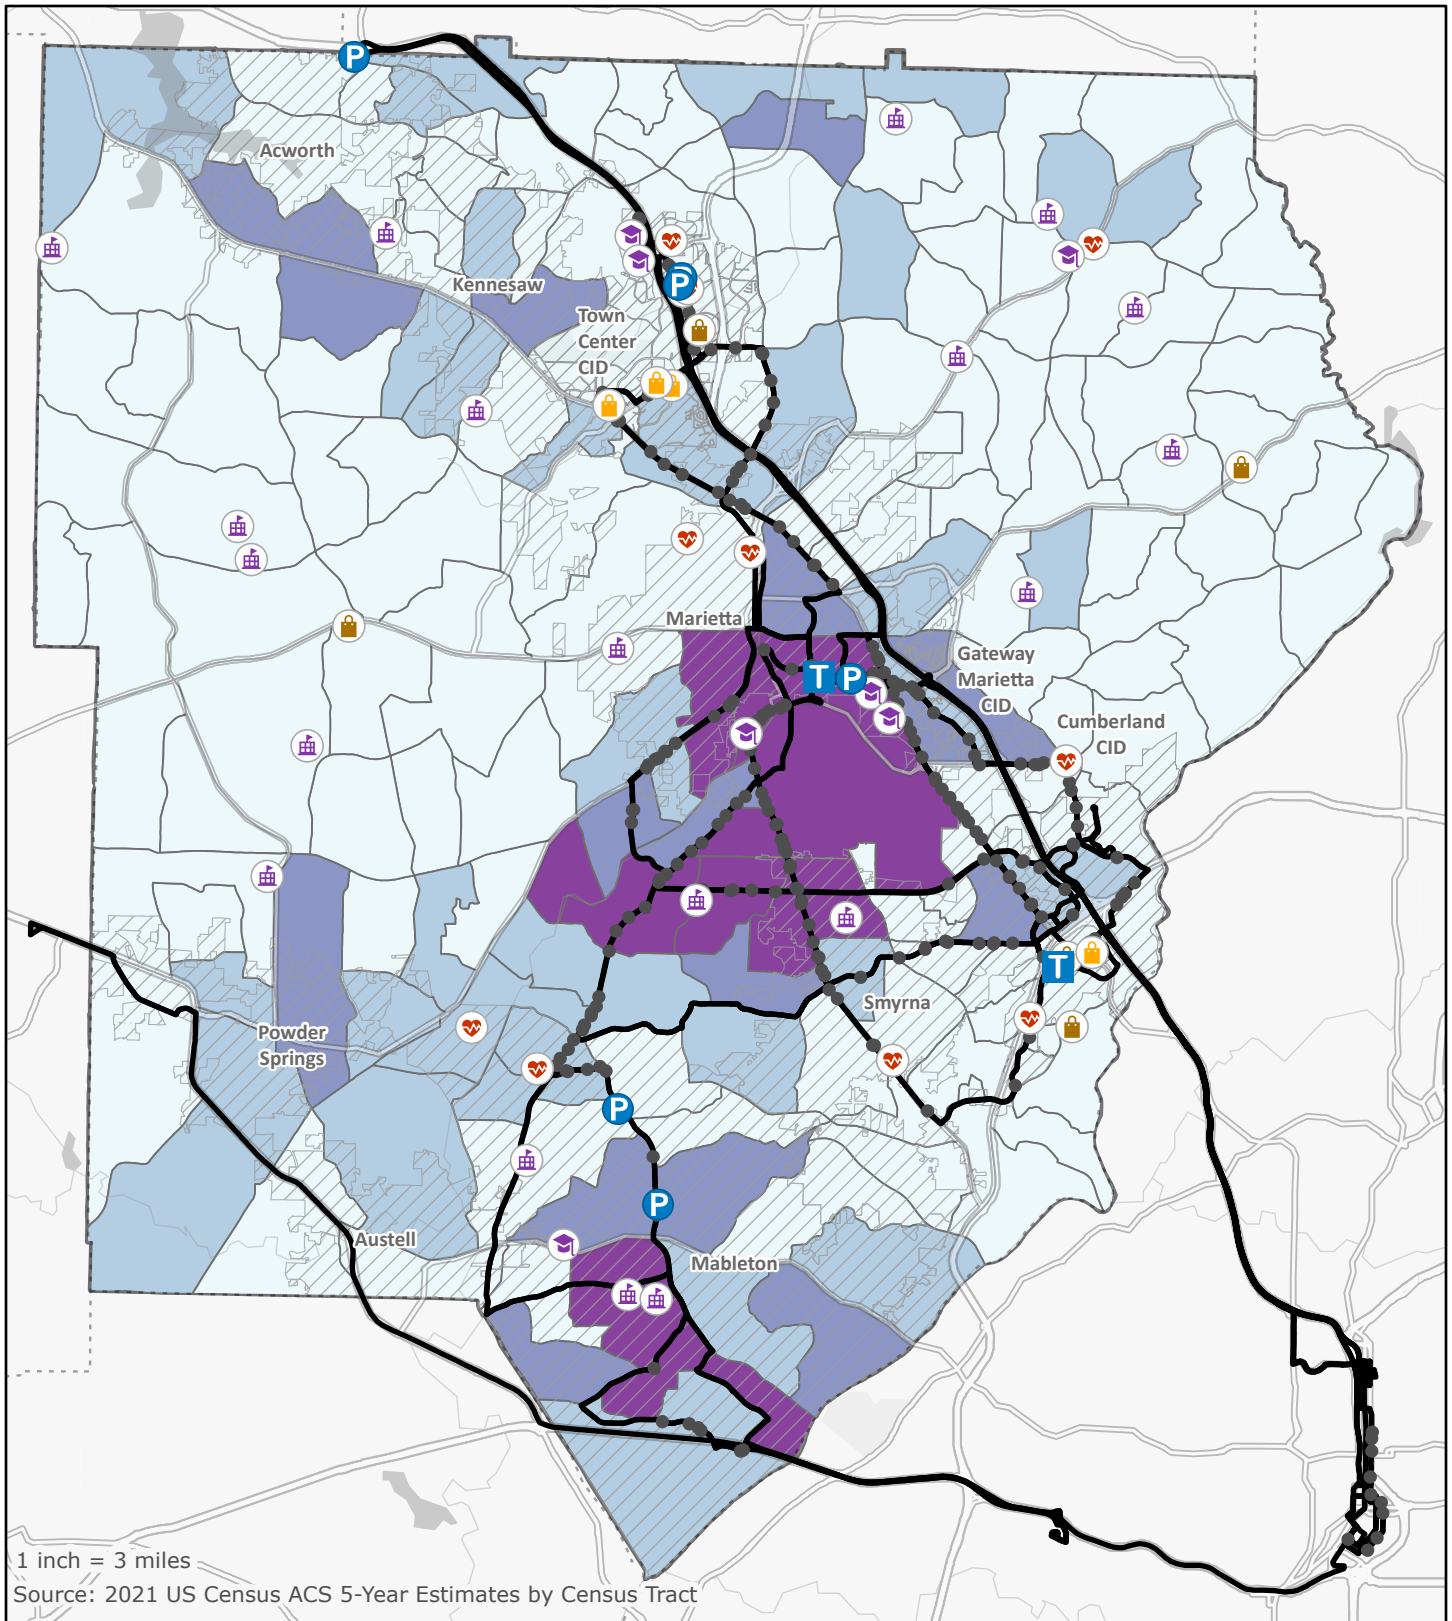 P
Acworth
Kennesaw
P
Town
Center
CID
Marietta
Gateway
Marietta
CID
T
P
Cumberland
CID
T
Smyrna
Powder
Springs
P
P
Austell
Mableton
1 inch = 3 miles
Source: 2021 US Census ACS 5-Year Estimates by Census Tract